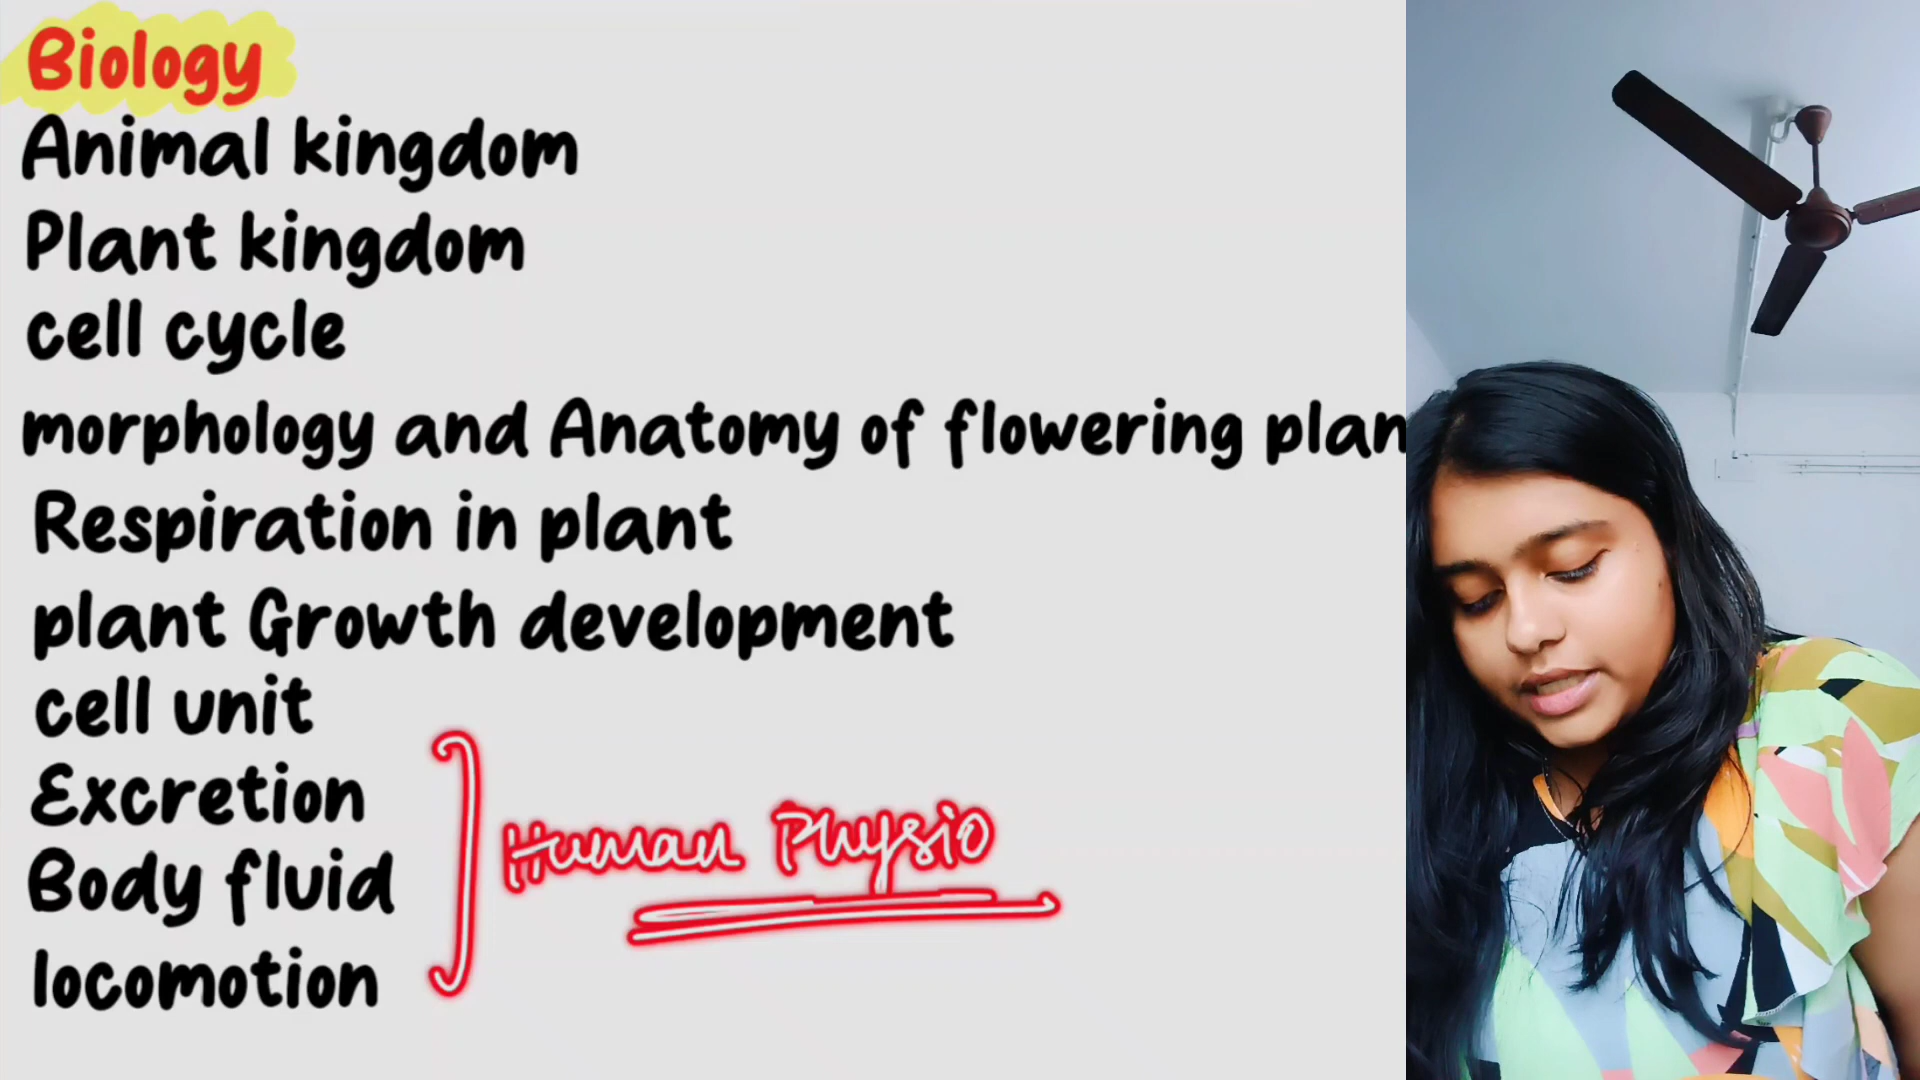 Biology
Animal kingdom
Plant kingdom
cell cycle
morphology and Anatomy of flowering plan
Respiration in plant
plant Growth development
cell unit
Excretion
Body fluid
locomotion
Human Physio